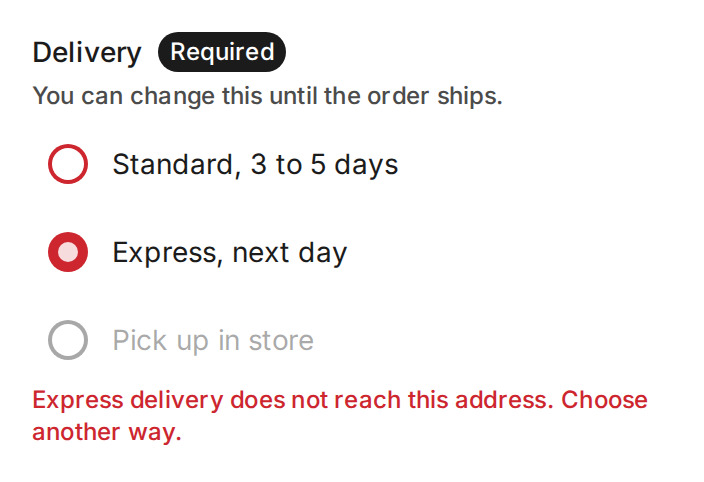 Delivery Required
You can change this until the order ships.
Standard, 3 to 5 days
Express, next day
Pick up in store
Express delivery does not reach this address. Choose
another way.